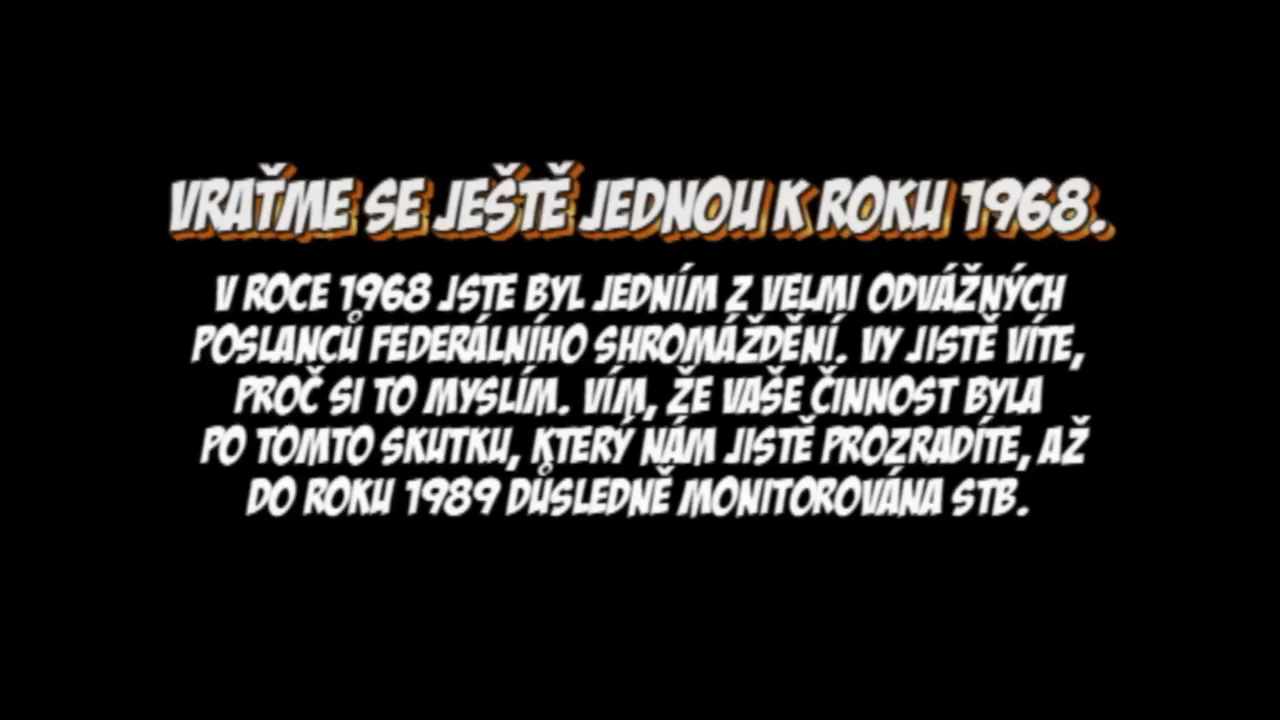 VRAŤME SE JEŠTĚ JEDNOU K ROKU 1968.
V ROCE 1968 JSTE BYL JEDNÍM Z VELMI ODVÁŽNÝCH
POSLANCŮ FEDERÁLNÍHO SHROMÁŽDĚNÍ. VY JISTĚ VÍTE,
PROČ SI TO MYSLÍM. VÍM, ŽE VAŠE ČINNOST BYLA
PO TOMTO SKUTKU, KTERÝ NÁM JISTĚ PROZRADÍTE, AŽ
DO ROKU 1989 DŮSLEDNĚ MONITOROVÁNA STB.